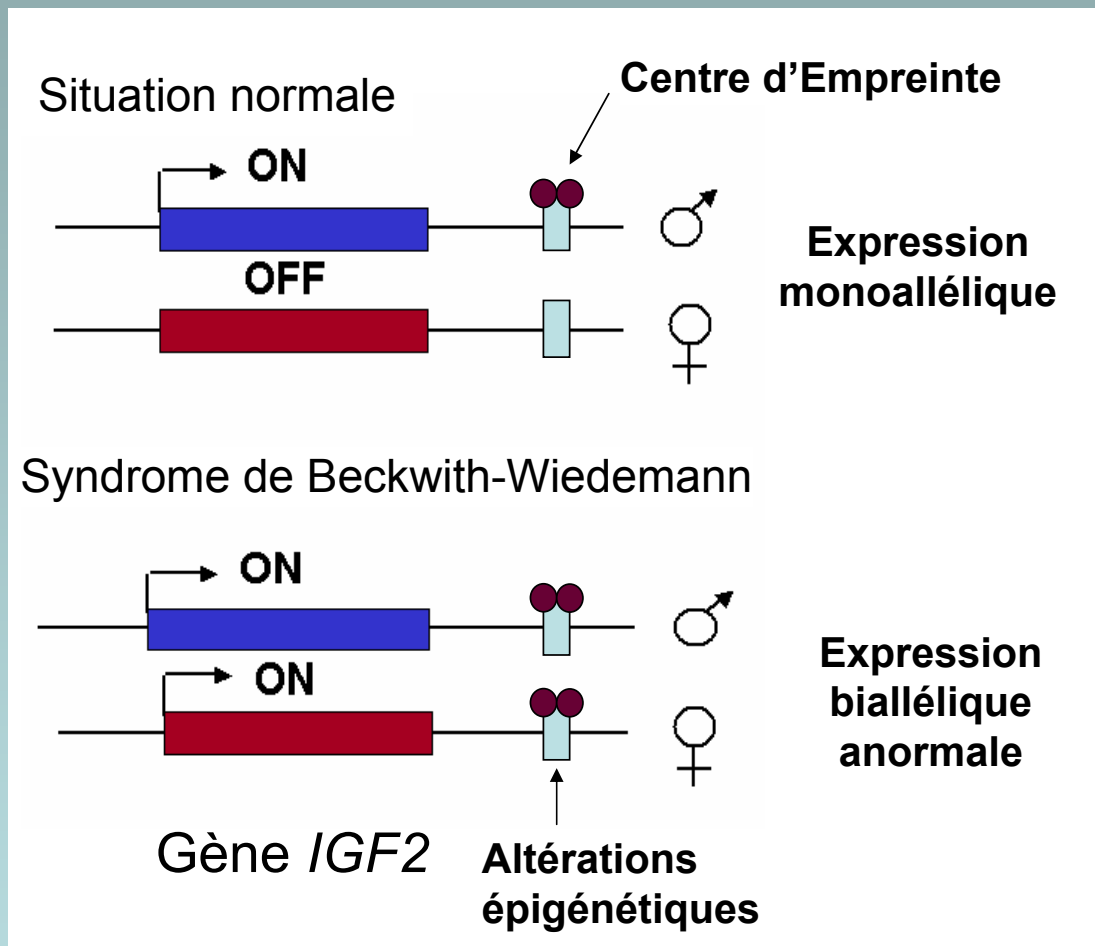 Situation normale
Centre d'Empreinte
ON
OFF
Expression
monoallélique
Syndrome de Beckwith-Wiedemann
ON
ON
Expression
biallélique
anormale
Gène IGF2
Altérations
épigénétiques